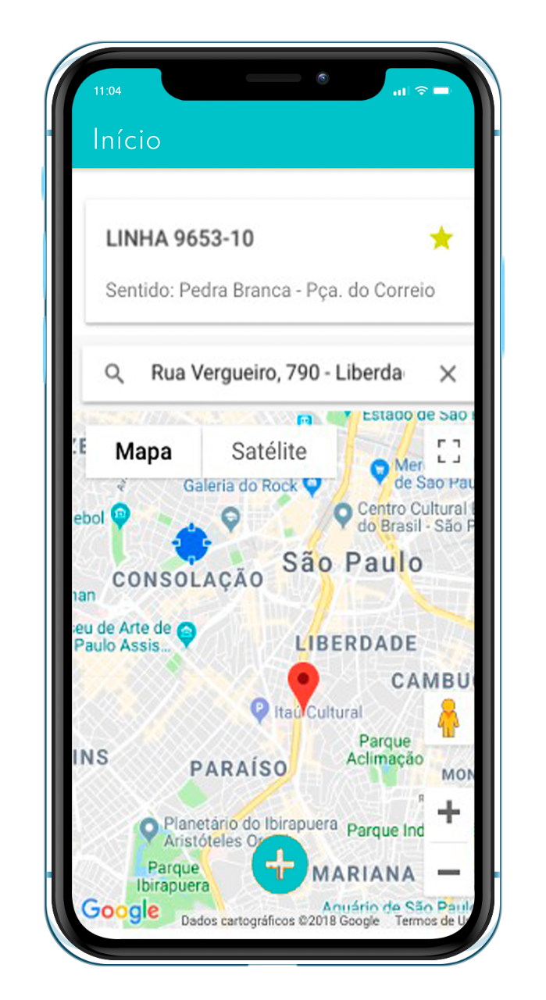 11:04
Início
LINHA 9653-10
Sentido: Pedra Branca - Pça. do Correio
Rua Vergueiro, 790 - Liberda
Estado de São
Mapa
Satélite
Galeria do Rock
Mer
de São Pau
ebol
Centro Cultural
do Brasil - São P
São Paulo
CONSOLAÇÃO
eu de Arte de
Paulo Assis...
LIBERDADE
CAMBU
Itaú Cultural
Parque
Aclimação
INS
PARAÍSO
MON
Planetário do Ibirapuera
Aristóteles Or
Parque Ind
Parque
Ibirapuera
MARIANA
Aquário de São Paulo
Google
Dados cartográficos ©2018 Google
Termos de U